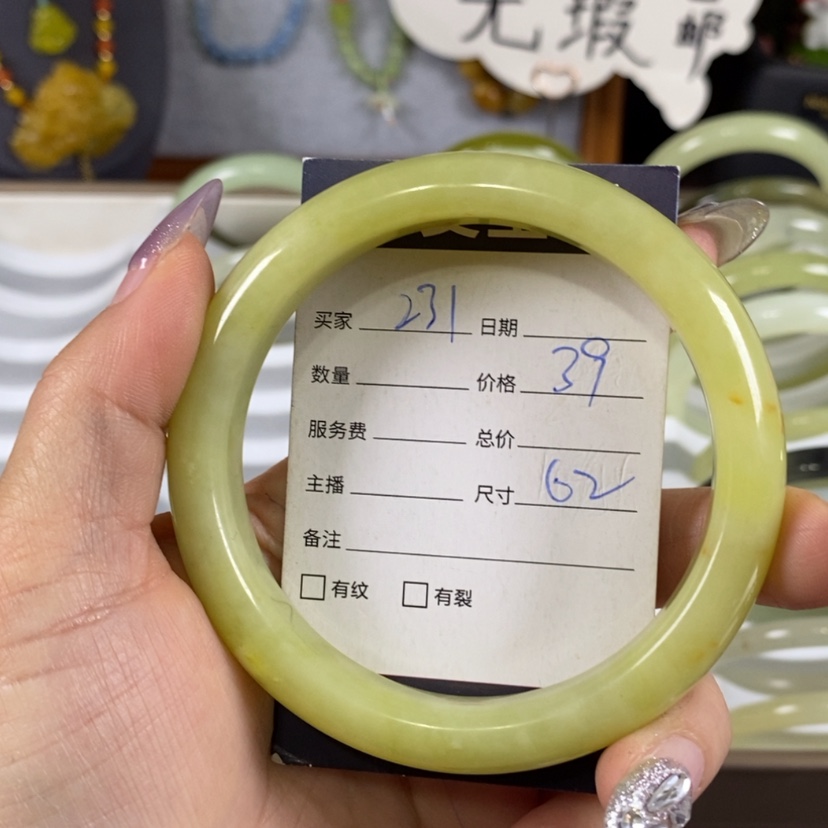 无瑕 邮
买家 231 日期
数量 价格 39
服务费 总价
主播 尺寸 62
备注
有纹 有裂